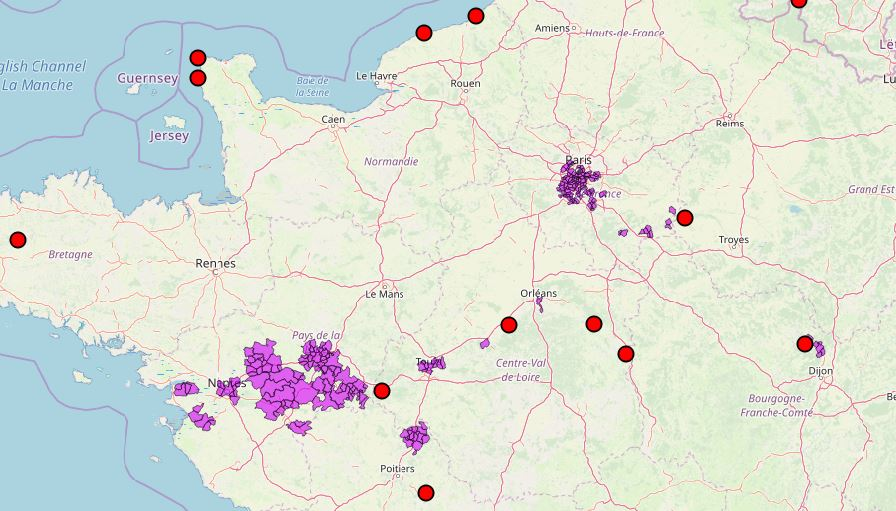 Amiens
Hauts-de-France
English Channel
La Manche
Guernsey
Baie de
la Seine
Le Havre
Rouen
Jersey
Caen
Reims
Normandie
Paris
Grand Est
Bretagne
Troyes
Rennes
Le Mans
Orléans
Pays de la
Centre-Val
de Loire
Nantes
Dijon
Bourgogne-
Franche-Comté
Poitiers